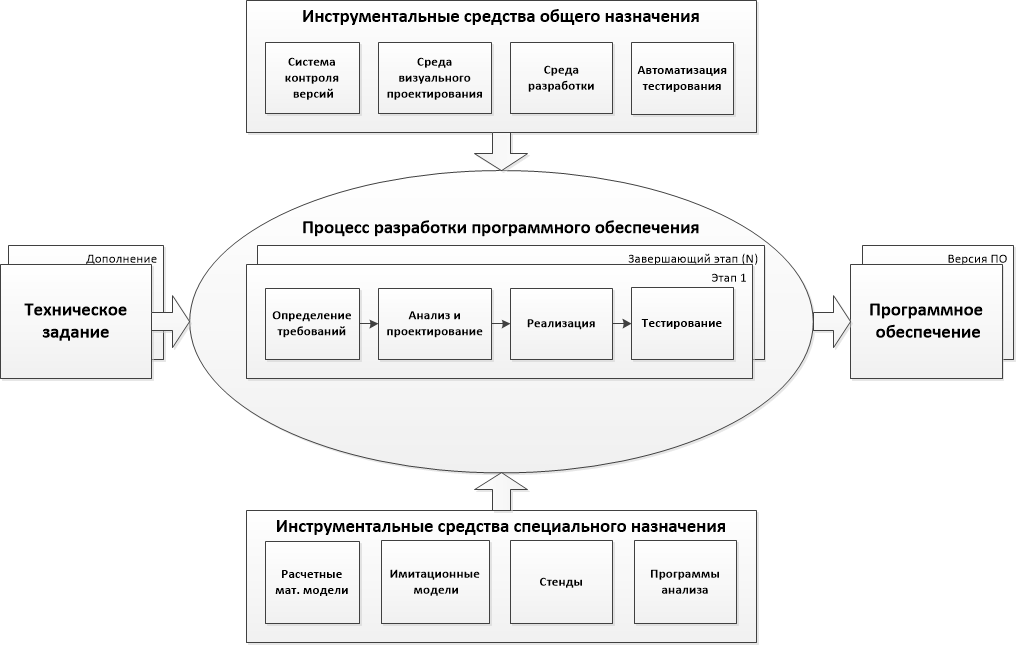 Инструментальные средства общего назначения
Система
контроля
версий
Среда
визуального
проектирования
Среда
разработки
Автоматизация
тестирования
Процесс разработки программного обеспечения
Дополнение
Техническое
задание
Завершающий этап (N)
Этап 1
Определение
требований
Анализ и
проектирование
Реализация
Тестирование
Версия ПО
Программное
обеспечение
Инструментальные средства специального назначения
Расчетные
мат. модели
Имитационные
модели
Стенды
Программы
анализа